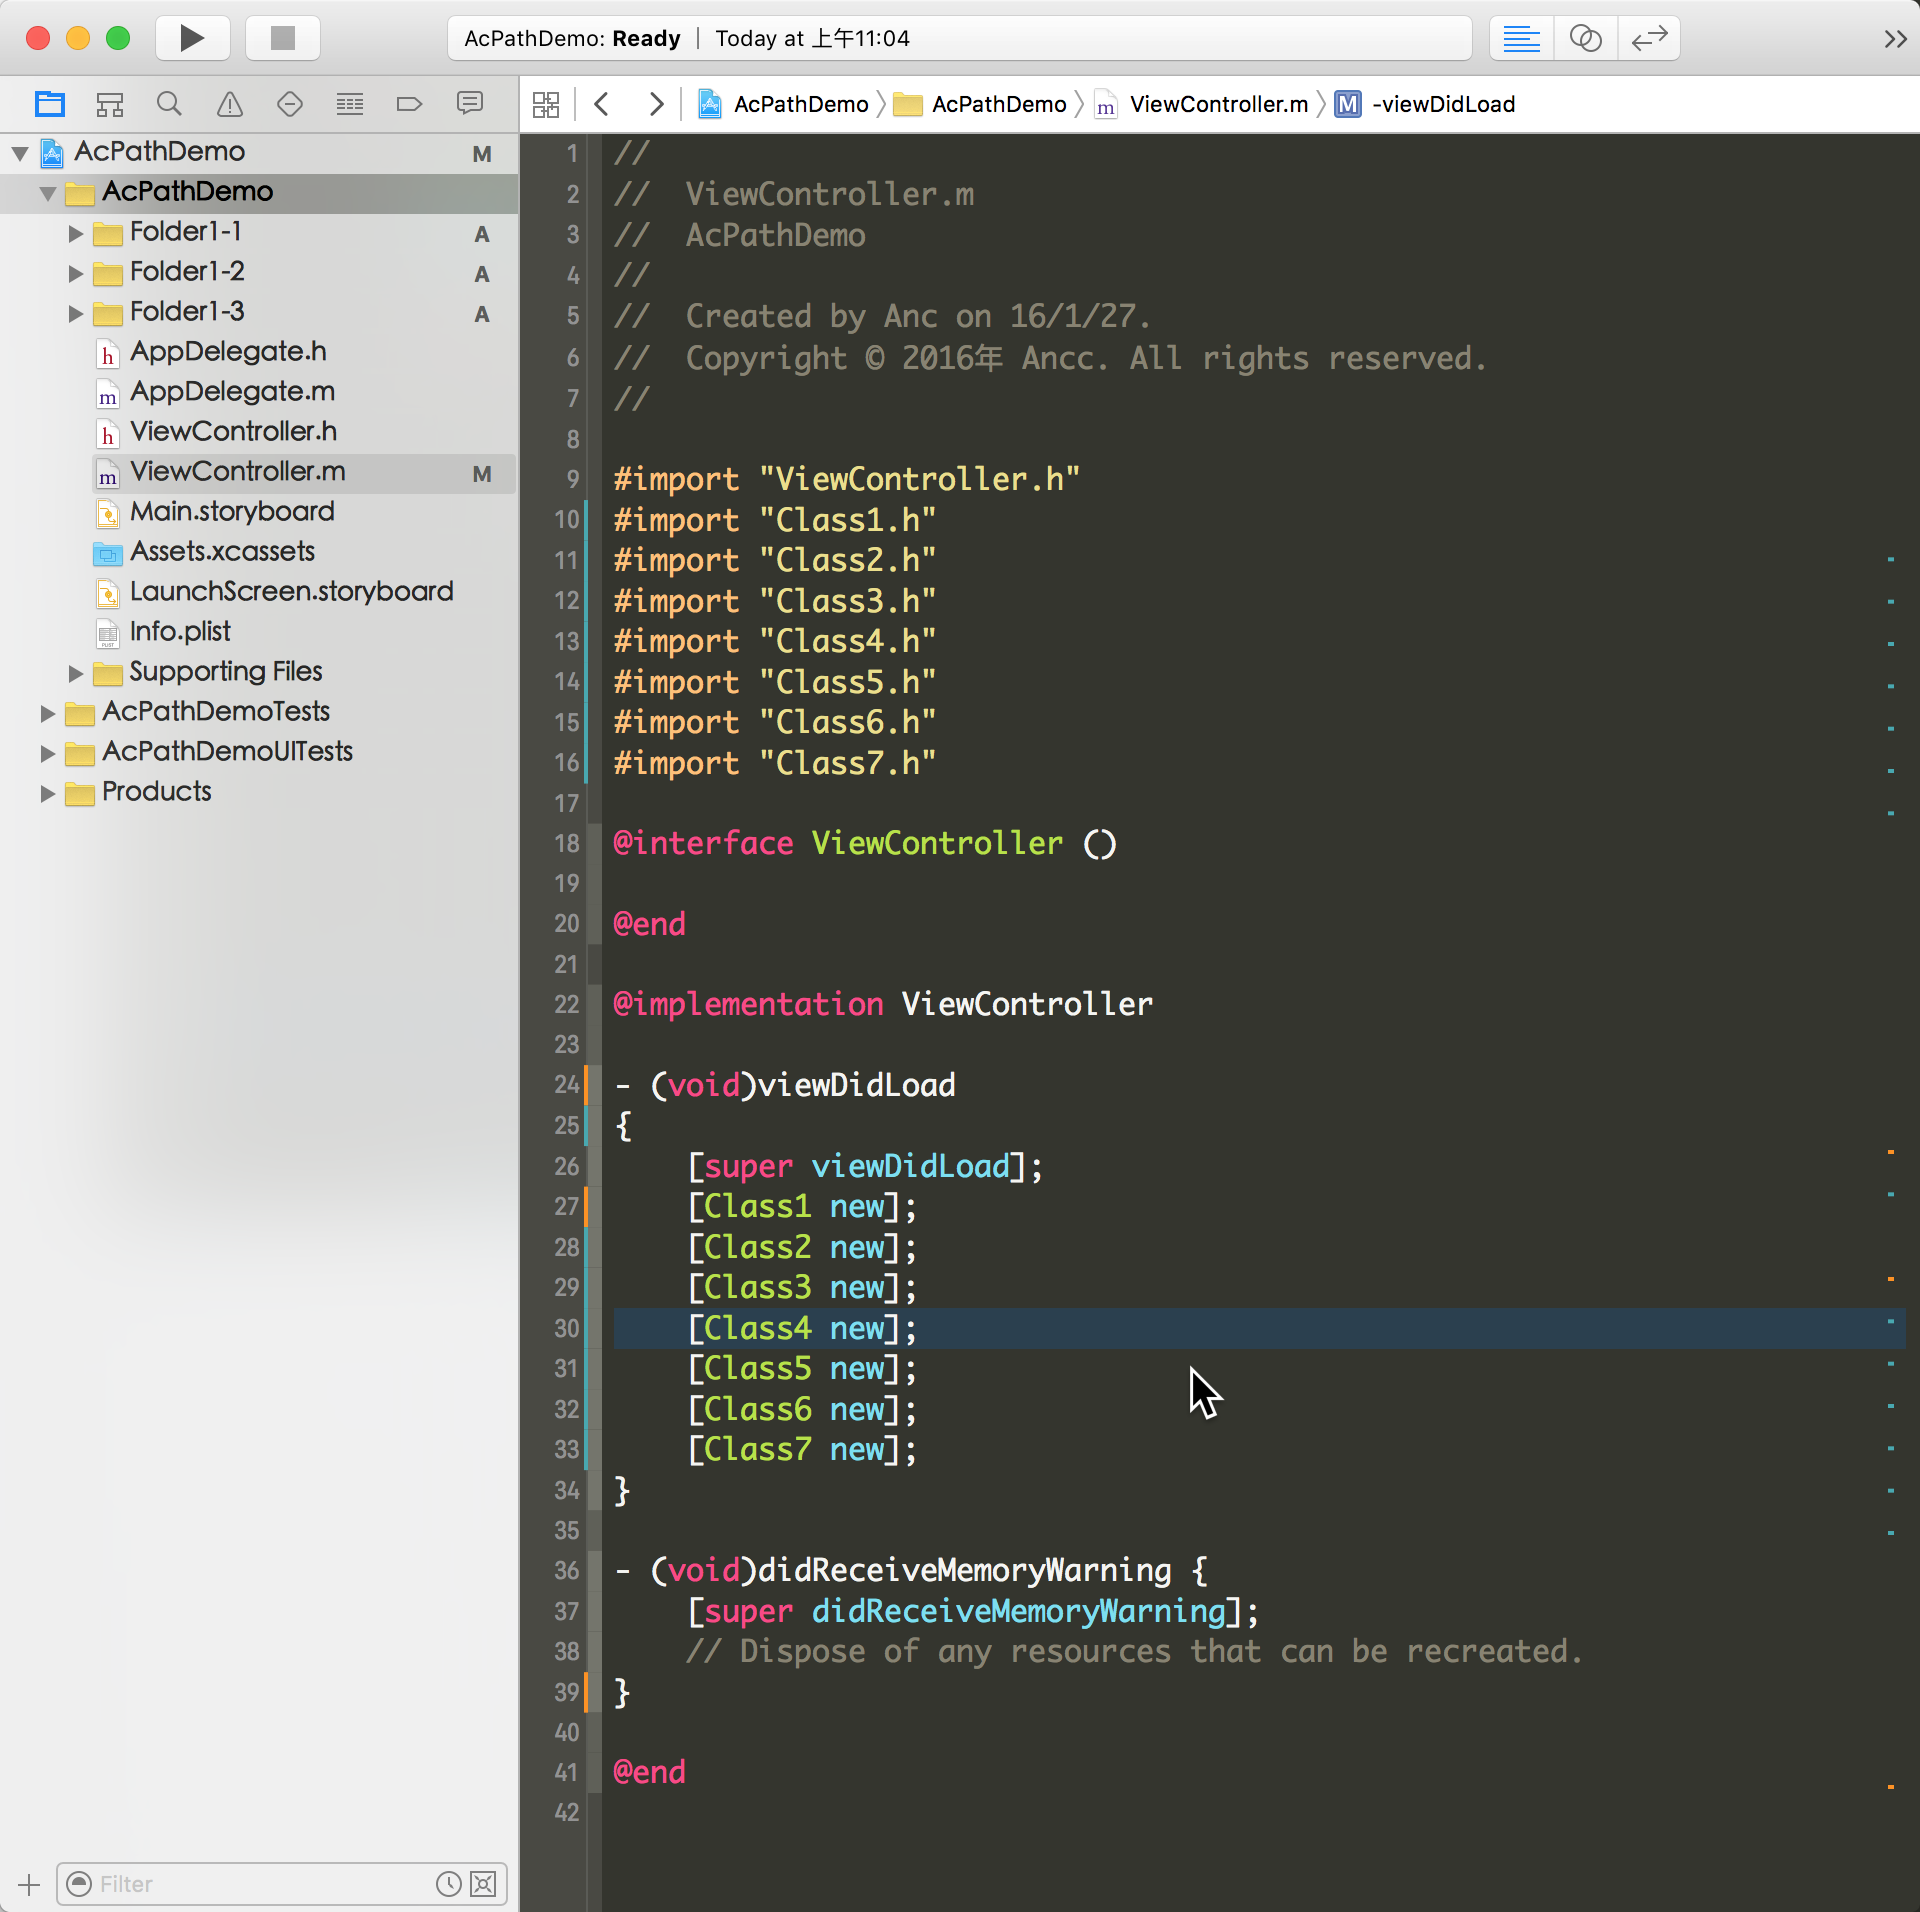 AcPathDemo: Ready | Today at 上午11:04
AcPathDemo 〉 AcPathDemo 〉 m ViewController.m 〉 M -viewDidLoad
AcPathDemo M
AcPathDemo
Folder1-1 A
Folder1-2 A
Folder1-3 A
h AppDelegate.h
m AppDelegate.m
h ViewController.h
m ViewController.m M
Main.storyboard
Assets.xcassets
LaunchScreen.storyboard
Info.plist
Supporting Files
AcPathDemoTests
AcPathDemoUITests
Products
Filter
1 //
2 //  ViewController.m
3 //  AcPathDemo
4 //
5 //  Created by Anc on 16/1/27.
6 //  Copyright © 2016年 Ancc. All rights reserved.
7 //
8
9 #import "ViewController.h"
10 #import "Class1.h"
11 #import "Class2.h"
12 #import "Class3.h"
13 #import "Class4.h"
14 #import "Class5.h"
15 #import "Class6.h"
16 #import "Class7.h"
17
18 @interface ViewController ()
19
20 @end
21
22 @implementation ViewController
23
24 - (void)viewDidLoad
25 {
26     [super viewDidLoad];
27     [Class1 new];
28     [Class2 new];
29     [Class3 new];
30     [Class4 new];
31     [Class5 new];
32     [Class6 new];
33     [Class7 new];
34 }
35
36 - (void)didReceiveMemoryWarning {
37     [super didReceiveMemoryWarning];
38     // Dispose of any resources that can be recreated.
39 }
40
41 @end
42